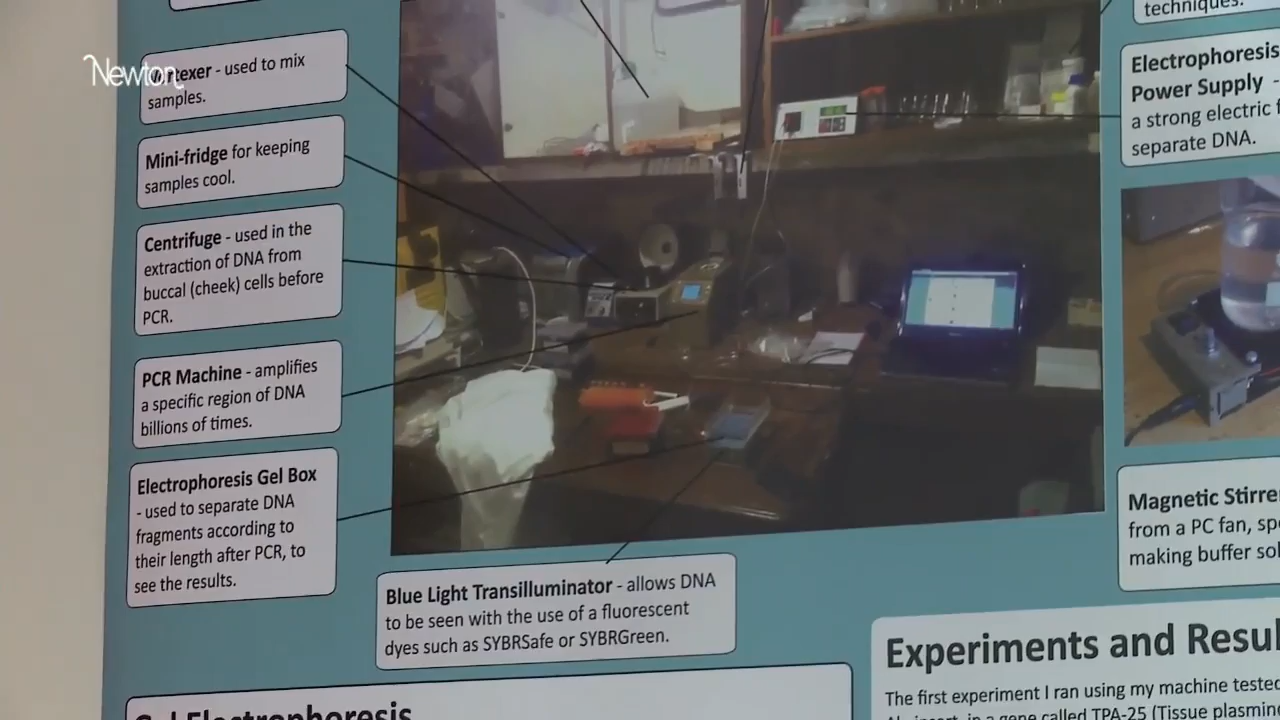 Newton
techniques.
- used to mix
samples.
Mini-fridge for keeping
samples cool.
Centrifuge - used in the
extraction of DNA from
buccal (cheek) cells before
PCR.
PCR Machine - amplifies
a specific region of DNA
billions of times.
Electrophoresis Gel Box
- used to separate DNA
fragments according to
their length after PCR, to
see the results.
Blue Light Transilluminator - allows DNA
to be seen with the use of a fluorescent
dyes such as SYBRSafe or SYBRGreen.
Electrophoresis
Power Supply -
a strong electric
separate DNA.
Magnetic Stirre
from a PC fan, sp
making buffer sol
Gel Electrophoresis
Experiments and Resul
The first experiment I ran using my machine tested
in a gene called TPA-25 (Tissue plasmin